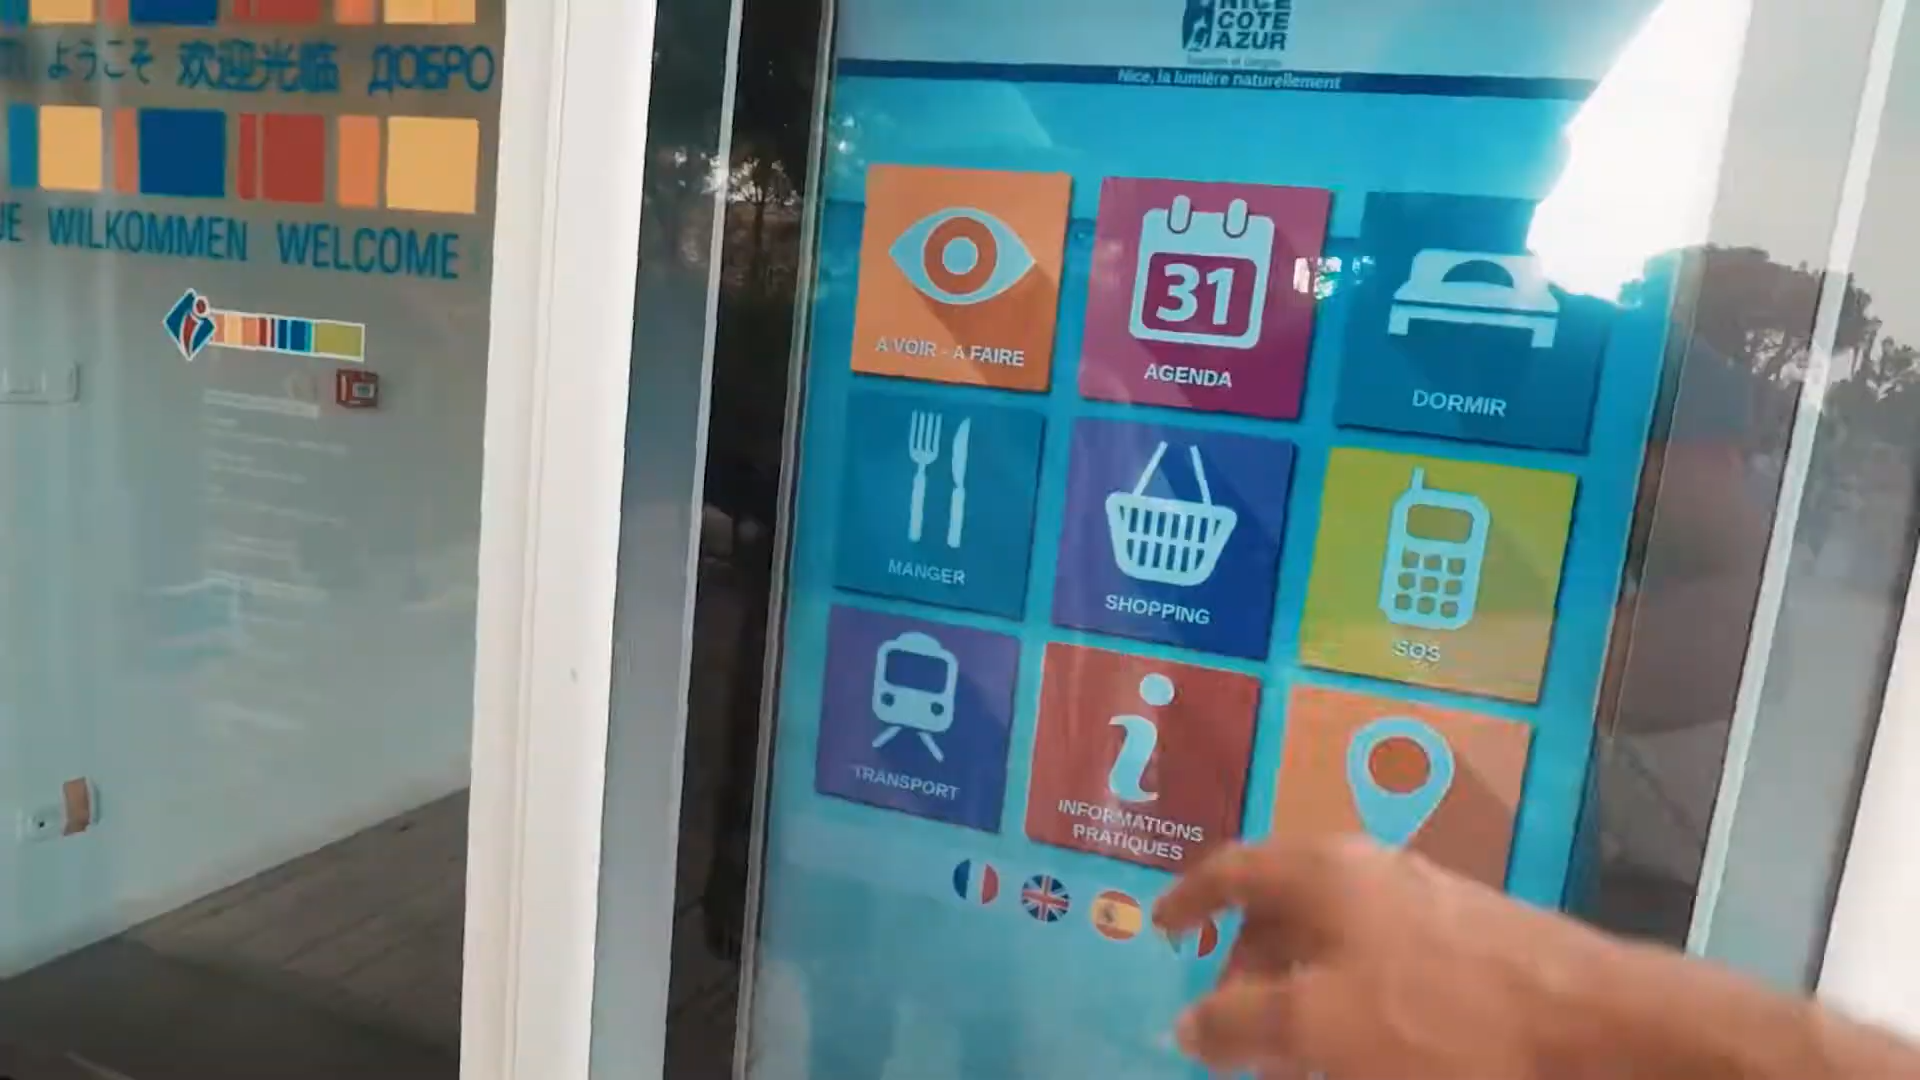 ようこそ 欢迎光临 ДОБРО
WILKOMMEN WELCOME
NICE
COTE
AZUR
Nice, la lumière naturellement
A VOIR - A FAIRE
31
AGENDA
DORMIR
MANGER
SHOPPING
SOS
TRANSPORT
INFORMATIONS
PRATIQUES